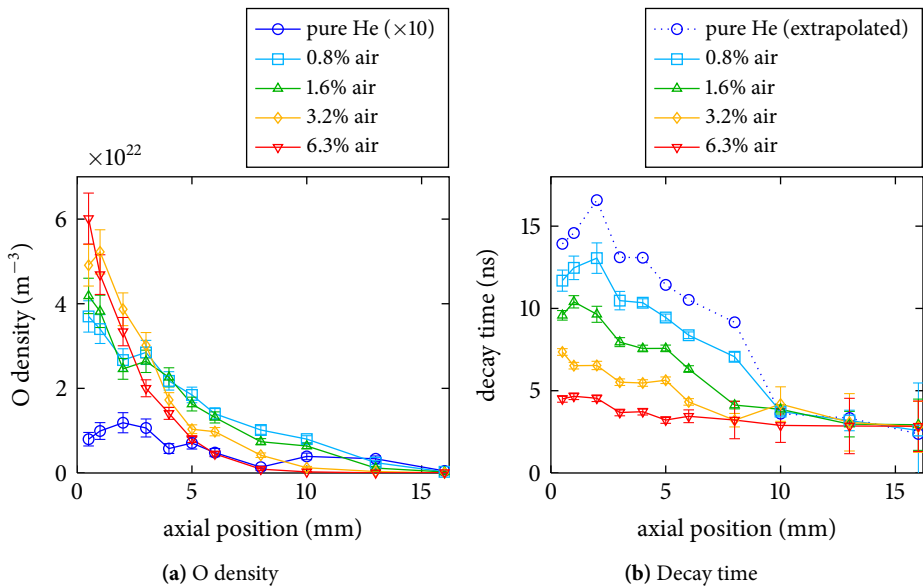 pure He (×10)
0.8% air
1.6% air
3.2% air
6.3% air
×10²²
6
4
2
0
0
5
10
15
O density (m⁻³)
axial position (mm)
(a) O density
pure He (extrapolated)
0.8% air
1.6% air
3.2% air
6.3% air
15
10
5
0
0
5
10
15
decay time (ns)
axial position (mm)
(b) Decay time